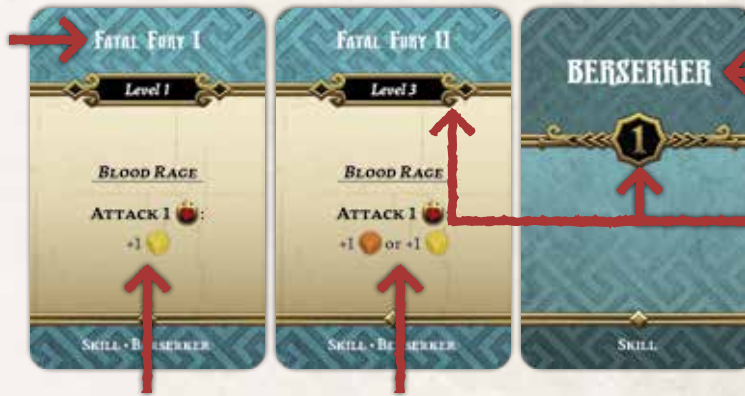 Fatal Fury I
Level 1
Blood Rage
Attack 1 :
+1
Skill • Berserker
Fatal Fury II
Level 3
Blood Rage
Attack 1 :
+1 or +1
Skill • Berserker
BERSERKER
1
Skill